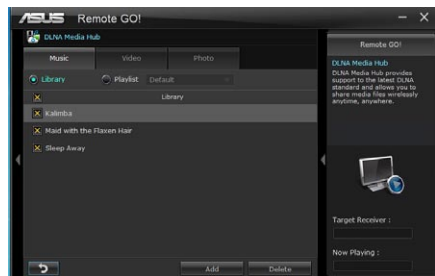 ASUS Remote GO!
DLNA Media Hub
Music Video Photo
Library Playlist Default
Library
Kalimba
Maid with the Flaxen Hair
Sleep Away
Add Delete
Remote GO!
DLNA Media Hub
DLNA Media Hub provides
support to the latest DLNA
standard and allows you to
share media files wirelessly
anytime, anywhere.
Target Receiver :
Now Playing :